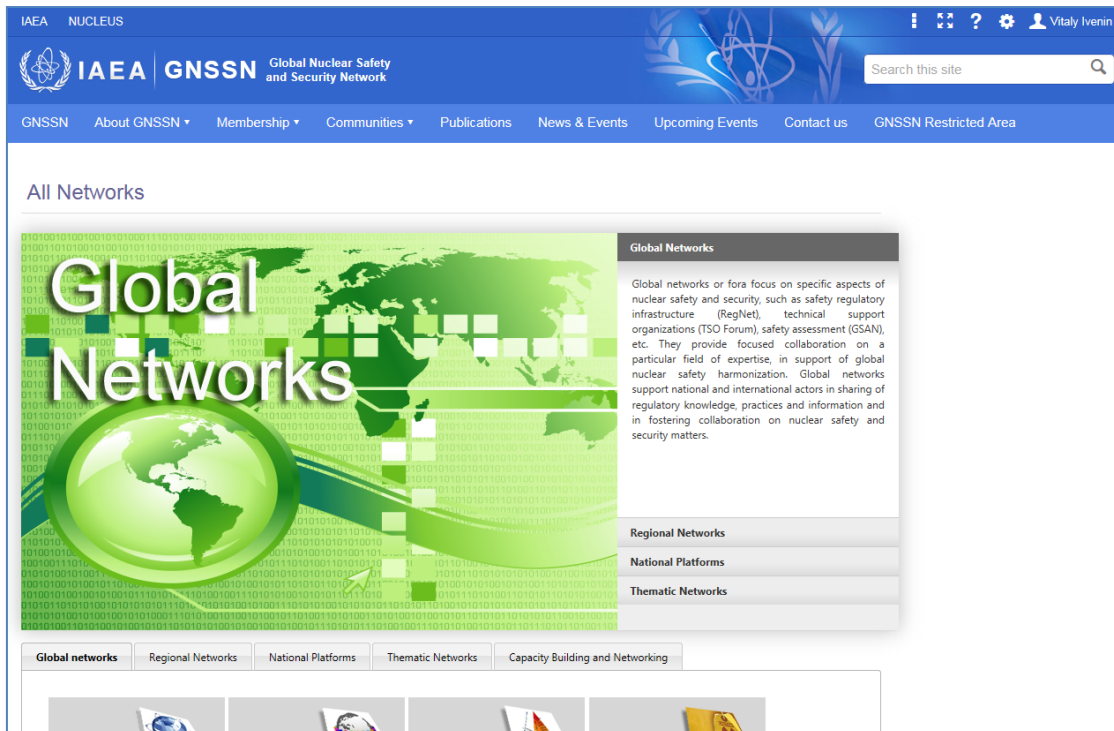 IAEA NUCLEUS
Vitaly Ivenin
IAEA GNSSN Global Nuclear Safety
and Security Network
Search this site
GNSSN About GNSSN Membership Communities Publications News & Events Upcoming Events Contact us GNSSN Restricted Area
All Networks
Global
Networks
Global Networks
Global networks or fora focus on specific aspects of
nuclear safety and security, such as safety regulatory
infrastructure (RegNet), technical support
organizations (TSO Forum), safety assessment (GSAN),
etc. They provide focused collaboration on a
particular field of expertise, in support of global
nuclear safety harmonization. Global networks
support national and international actors in sharing of
regulatory knowledge, practices and information and
in fostering collaboration on nuclear safety and
security matters.
Regional Networks
National Platforms
Thematic Networks
Global networks Regional Networks National Platforms Thematic Networks Capacity Building and Networking